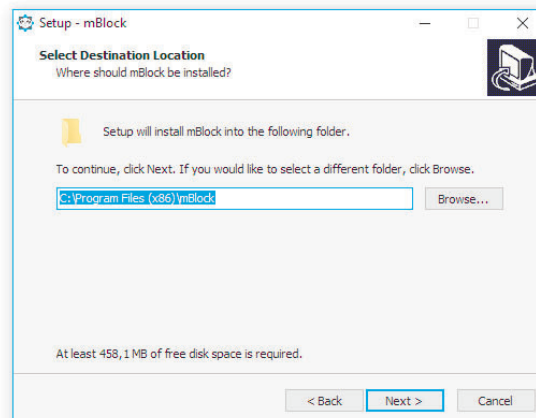 Setup - mBlock
Select Destination Location
Where should mBlock be installed?
Setup will install mBlock into the following folder.
To continue, click Next. If you would like to select a different folder, click Browse.
C:\Program Files (x86)\mBlock
Browse...
At least 458,1 MB of free disk space is required.
< Back Next > Cancel